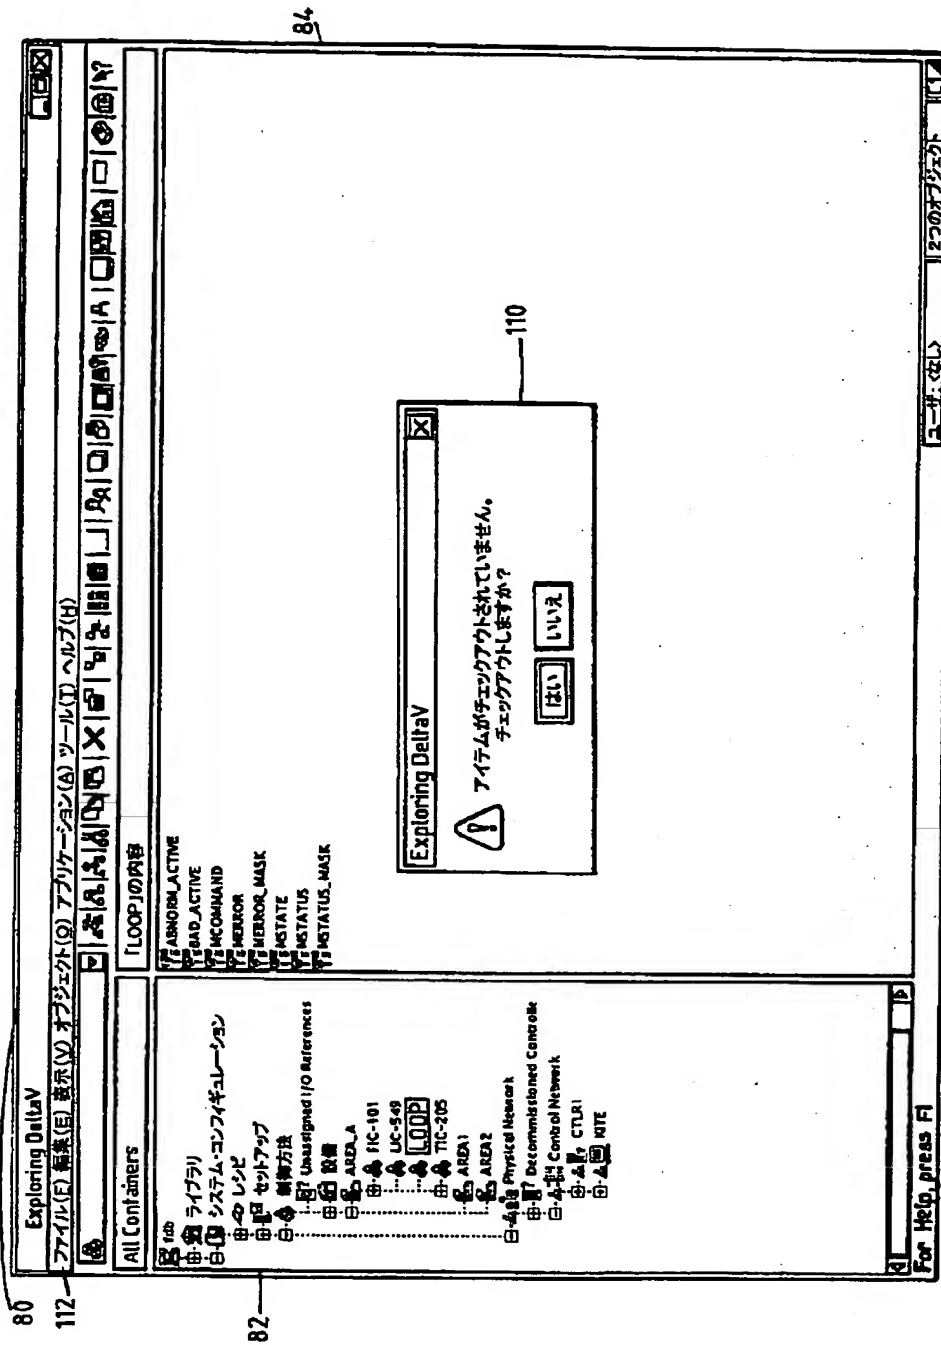 80
112
82
84
110
Exploring DeltaV
ファイル(F) 編集(E) 表示(V) オブジェクト(O) アプリケーション(A) ツール(T) ヘルプ(H)
All Containers
「LOOP」の内容
fdb
ライブラリ
システム・コンフィギュレーション
レシピ
セットアップ
制御方法
Unassigned I/O References
設備
AREA_A
FIC-101
LIC-549
LOOP
TIC-205
AREA1
AREA2
Physical Network
Decommissioned Controlle
Control Network
CTLR1
KITE
ABNORM_ACTIVE
BAD_ACTIVE
MCOMMAND
MERROR
MERROR_MASK
MSTATE
MSTATUS
MSTATUS_MASK
Exploring DeltaV
アイテムがチェックアウトされていません。
チェックアウトしますか?
はい いいえ
For Help, press F1
ユーザ: <なし>
2つのオブジェクト